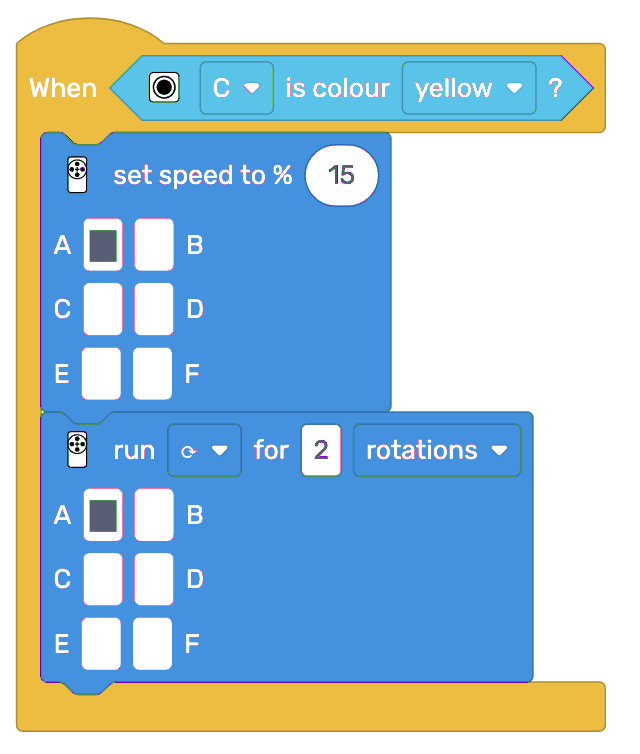 When C is colour yellow ?
set speed to % 15
A B
C D
E F
run for 2 rotations
A B
C D
E F